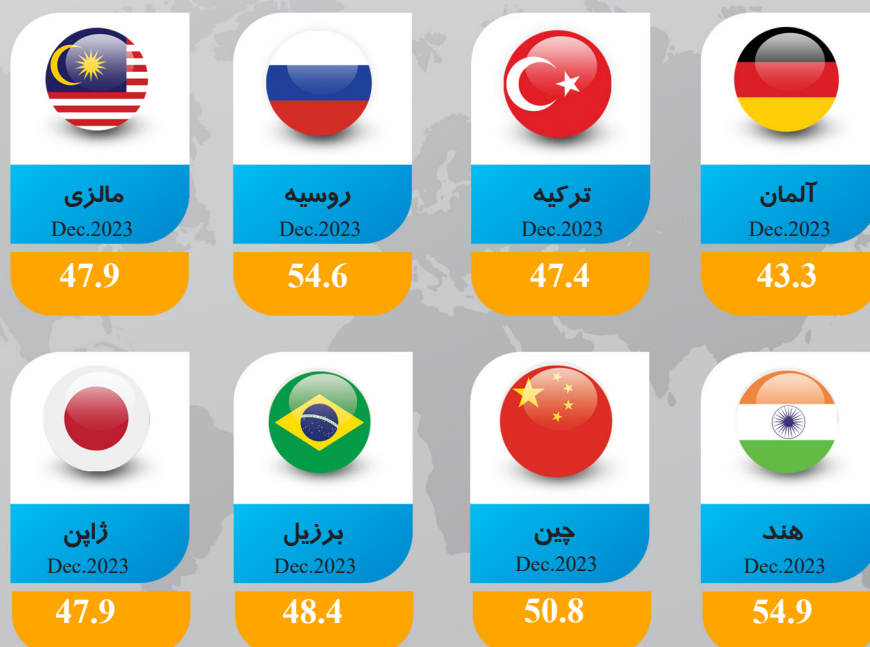 آلمان
Dec.2023
43.3
ترکیه
Dec.2023
47.4
روسیه
Dec.2023
54.6
مالزی
Dec.2023
47.9
هند
Dec.2023
54.9
چین
Dec.2023
50.8
برزیل
Dec.2023
48.4
ژاپن
Dec.2023
47.9